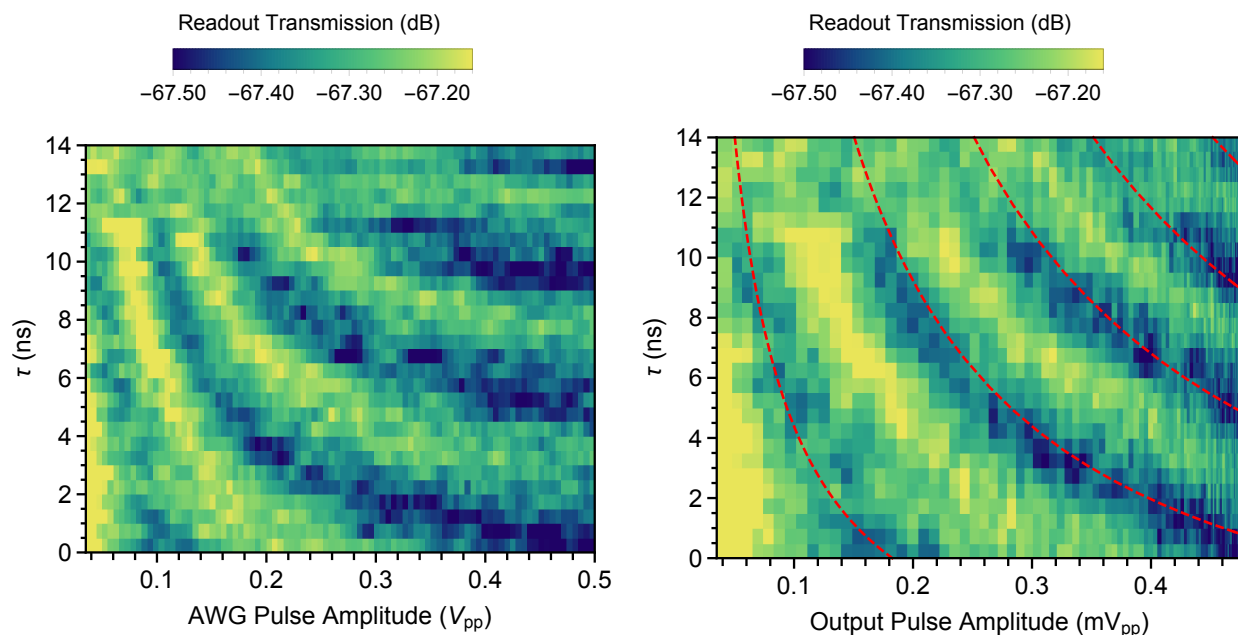 Readout Transmission (dB)
−67.50 −67.40 −67.30 −67.20
14
12
10
8
6
4
2
0
τ (ns)
0.1 0.2 0.3 0.4 0.5
AWG Pulse Amplitude (Vpp)
Readout Transmission (dB)
−67.50 −67.40 −67.30 −67.20
14
12
10
8
6
4
2
0
τ (ns)
0.1 0.2 0.3 0.4
Output Pulse Amplitude (mVpp)